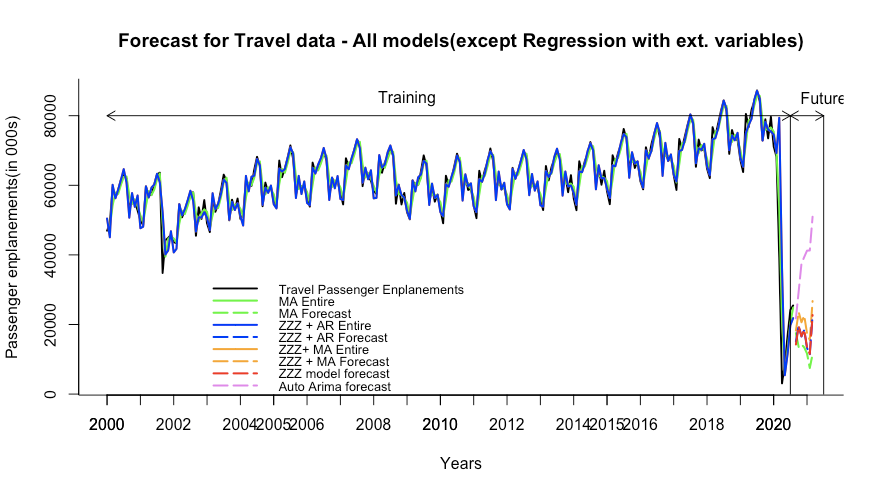 Forecast for Travel data - All models(except Regression with ext. variables)
Training
Future
Passenger enplanements(in 000s)
80000
60000
40000
20000
0
Travel Passenger Enplanements
MA Entire
MA Forecast
ZZZ + AR Entire
ZZZ + AR Forecast
ZZZ+ MA Entire
ZZZ + MA Forecast
ZZZ model forecast
Auto Arima forecast
2000 2002 2004 2005 2006 2008 2010 2012 2014 2015 2016 2018 2020
Years